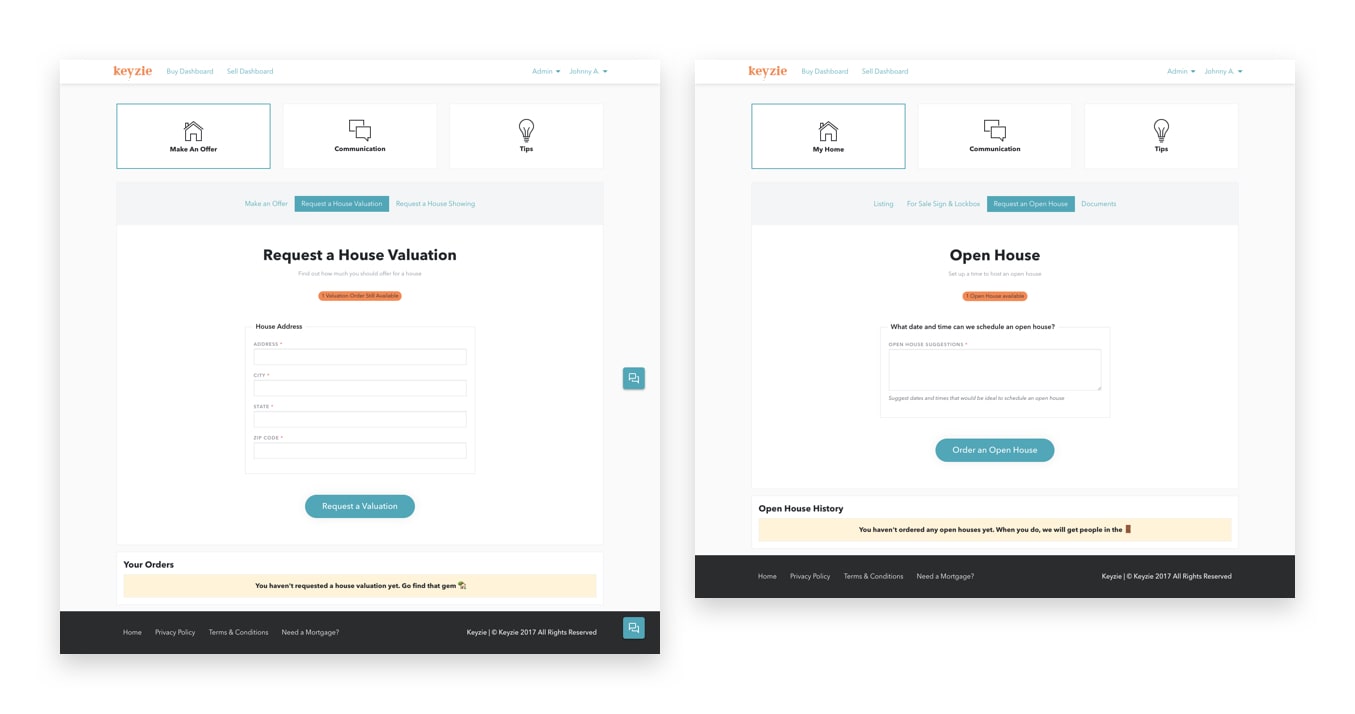 keyzie Buy Dashboard Sell Dashboard Admin Johnny A.
Make An Offer Communication Tips
Make an Offer Request a House Valuation Request a House Showing
Request a House Valuation
Find out how much you should offer for a house
1 Valuation Order Still Available
House Address
ADDRESS *
CITY *
STATE *
ZIP CODE *
Request a Valuation
Your Orders
You haven't requested a house valuation yet. Go find that gem 🏡
Home Privacy Policy Terms & Conditions Need a Mortgage? Keyzie | © Keyzie 2017 All Rights Reserved
keyzie Buy Dashboard Sell Dashboard Admin Johnny A.
My Home Communication Tips
Listing For Sale Sign & Lockbox Request an Open House Documents
Open House
Set up a time to host an open house
1 Open House available
What date and time can we schedule an open house?
OPEN HOUSE SUGGESTIONS *
Suggest dates and times that would be ideal to schedule an open house
Order an Open House
Open House History
You haven't ordered any open houses yet. When you do, we will get people in the 🚪
Home Privacy Policy Terms & Conditions Need a Mortgage? Keyzie | © Keyzie 2017 All Rights Reserved